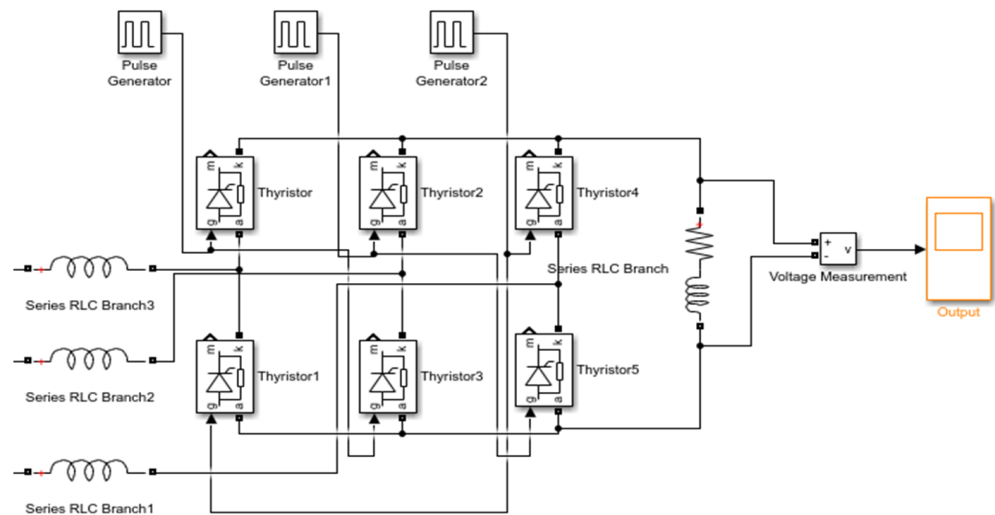 Pulse
Generator
Pulse
Generator1
Pulse
Generator2
m
k
g
a
Thyristor
m
k
g
a
Thyristor2
m
k
g
a
Thyristor4
+
Series RLC Branch3
Series RLC Branch
+
-
v
Voltage Measurement
Output
+
Series RLC Branch2
m
k
g
a
Thyristor1
m
k
g
a
Thyristor3
m
k
g
a
Thyristor5
+
Series RLC Branch1